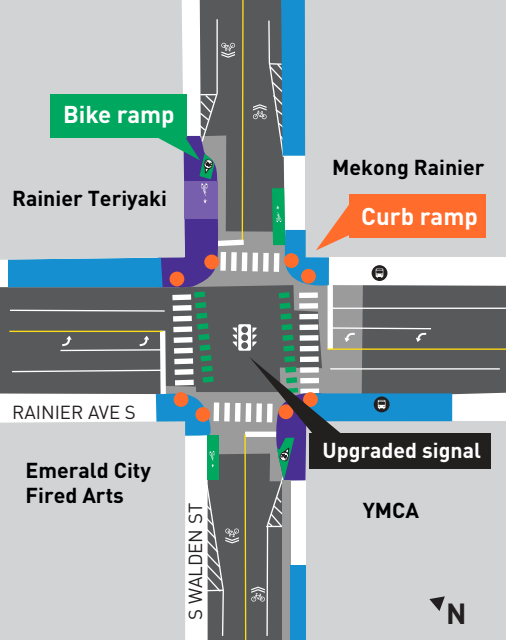 Bike ramp
Mekong Rainier
Rainier Teriyaki
Curb ramp
RAINIER AVE S
Upgraded signal
Emerald City
Fired Arts
S WALDEN ST
YMCA
N